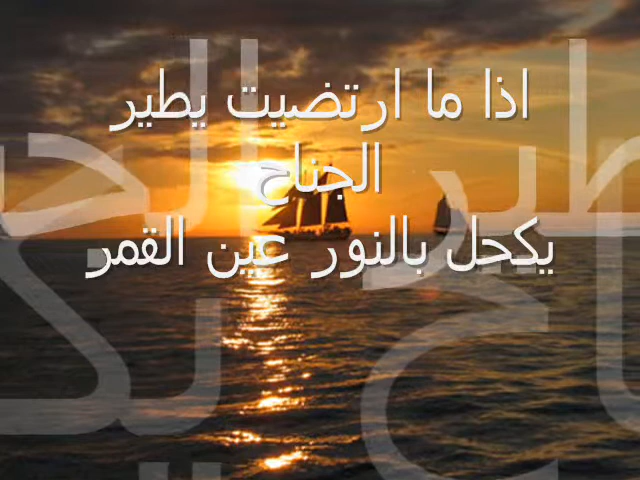 اذا ما ارتضيت يطير
الجناح
يكحل بالنور عين القمر